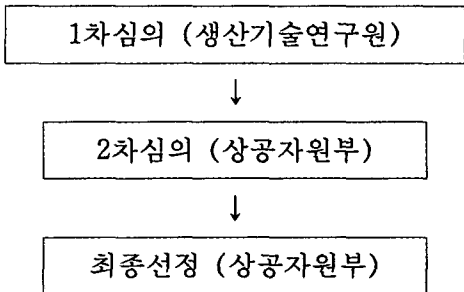 1차심의 (생산기술연구원)
↓
2차심의 (상공자원부)
↓
최종선정 (상공자원부)